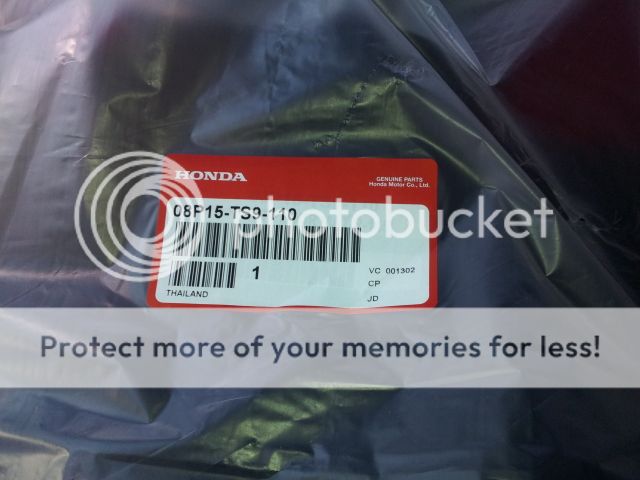 HONDA
GENUINE PARTS
Honda Motor Co., Ltd.
08P15-TS9-110
photobucket
1
VC 001302
CP
THAILAND
JD
Protect more of your memories for less!